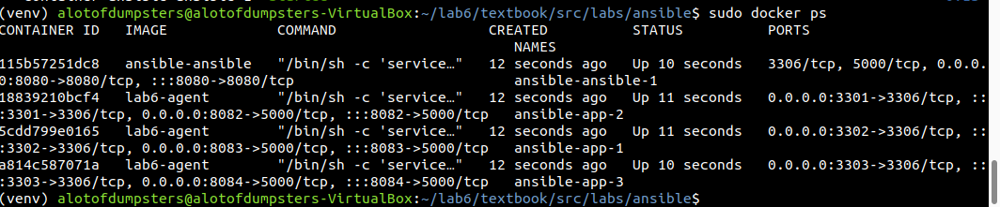 (venv) alotofdumpsters@alotofdumpsters-VirtualBox:~/lab6/textbook/src/labs/ansible$ sudo docker ps
CONTAINER ID   IMAGE             COMMAND                  CREATED          STATUS          PORTS
                                              NAMES
115b57251dc8   ansible-ansible   "/bin/sh -c 'service…"   12 seconds ago   Up 10 seconds   3306/tcp, 5000/tcp, 0.0.0.
0:8080->8080/tcp, :::8080->8080/tcp           ansible-ansible-1
18839210bcf4   lab6-agent        "/bin/sh -c 'service…"   12 seconds ago   Up 11 seconds   0.0.0.0:3301->3306/tcp, ::
:3301->3306/tcp, 0.0.0.0:8082->5000/tcp, :::8082->5000/tcp   ansible-app-2
5cdd799e0165   lab6-agent        "/bin/sh -c 'service…"   12 seconds ago   Up 11 seconds   0.0.0.0:3302->3306/tcp, ::
:3302->3306/tcp, 0.0.0.0:8083->5000/tcp, :::8083->5000/tcp   ansible-app-1
a814c587071a   lab6-agent        "/bin/sh -c 'service…"   12 seconds ago   Up 10 seconds   0.0.0.0:3303->3306/tcp, ::
:3303->3306/tcp, 0.0.0.0:8084->5000/tcp, :::8084->5000/tcp   ansible-app-3
(venv) alotofdumpsters@alotofdumpsters-VirtualBox:~/lab6/textbook/src/labs/ansible$